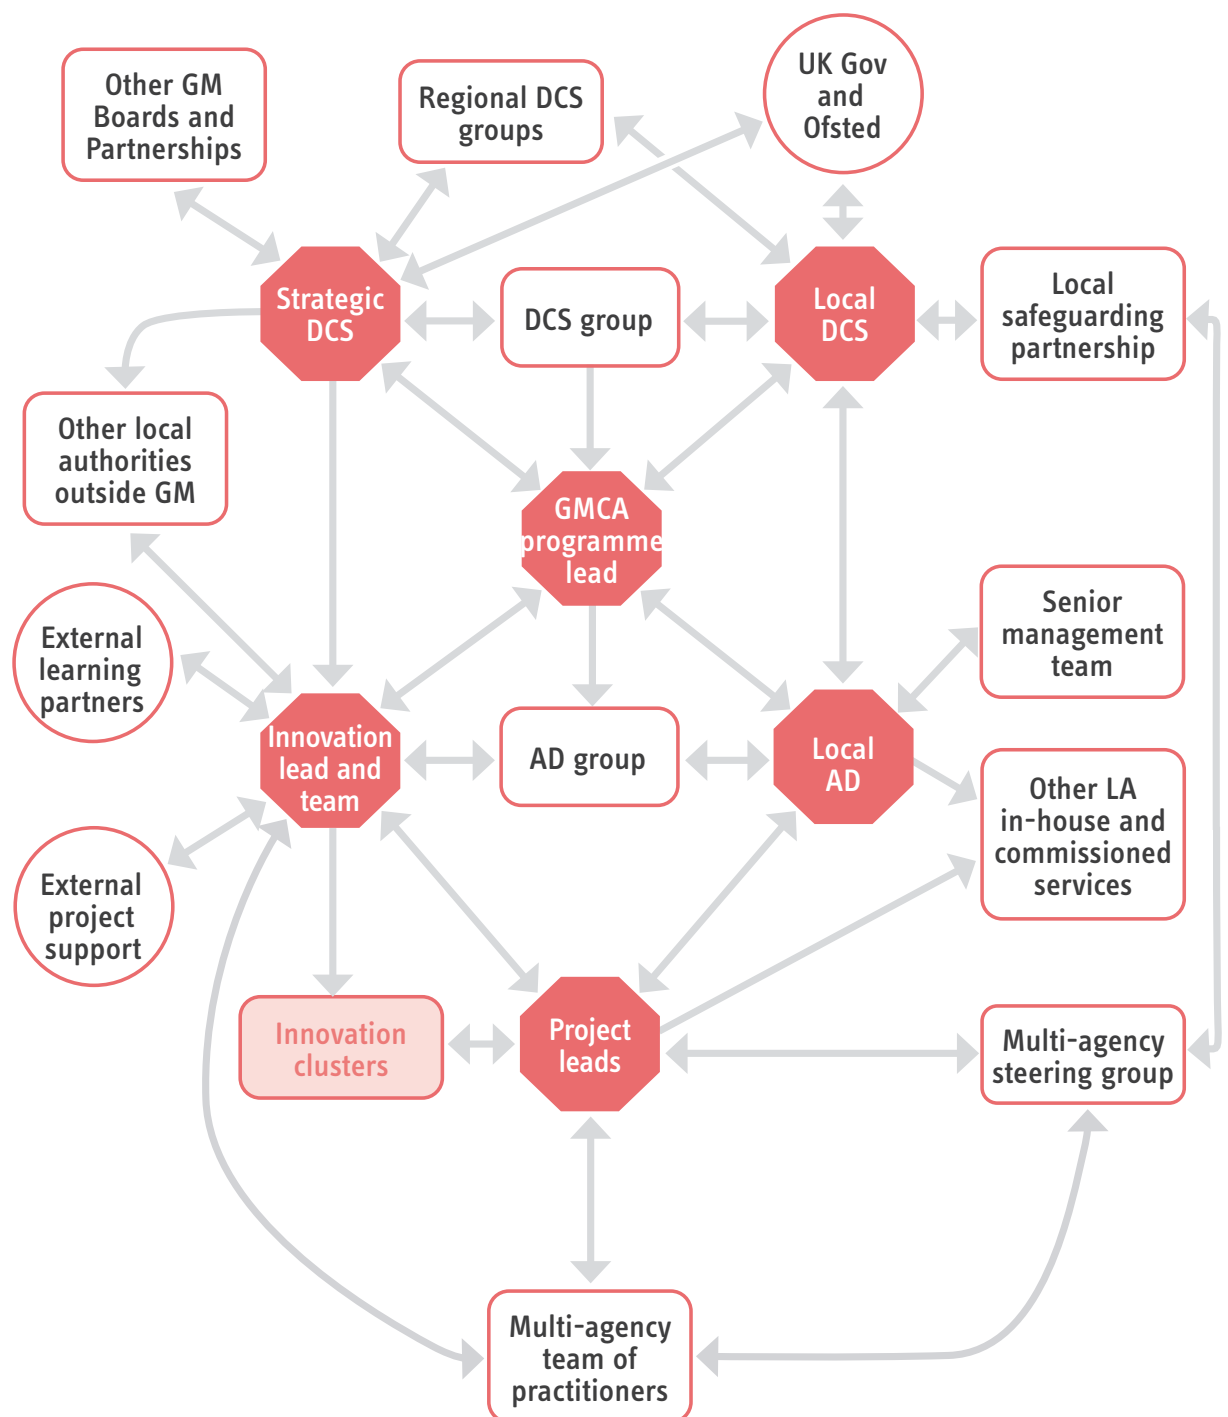 Other GM
Boards and
Partnerships
Regional DCS
groups
UK Gov
and
Ofsted
Strategic
DCS
DCS group
Local
DCS
Local
safeguarding
partnership
Other local
authorities
outside GM
GMCA
programme
lead
External
learning
partners
Senior
management
team
Innovation
lead and
team
AD group
Local
AD
Other LA
in-house and
commissioned
services
External
project
support
Innovation
clusters
Project
leads
Multi-agency
steering group
Multi-agency
team of
practitioners